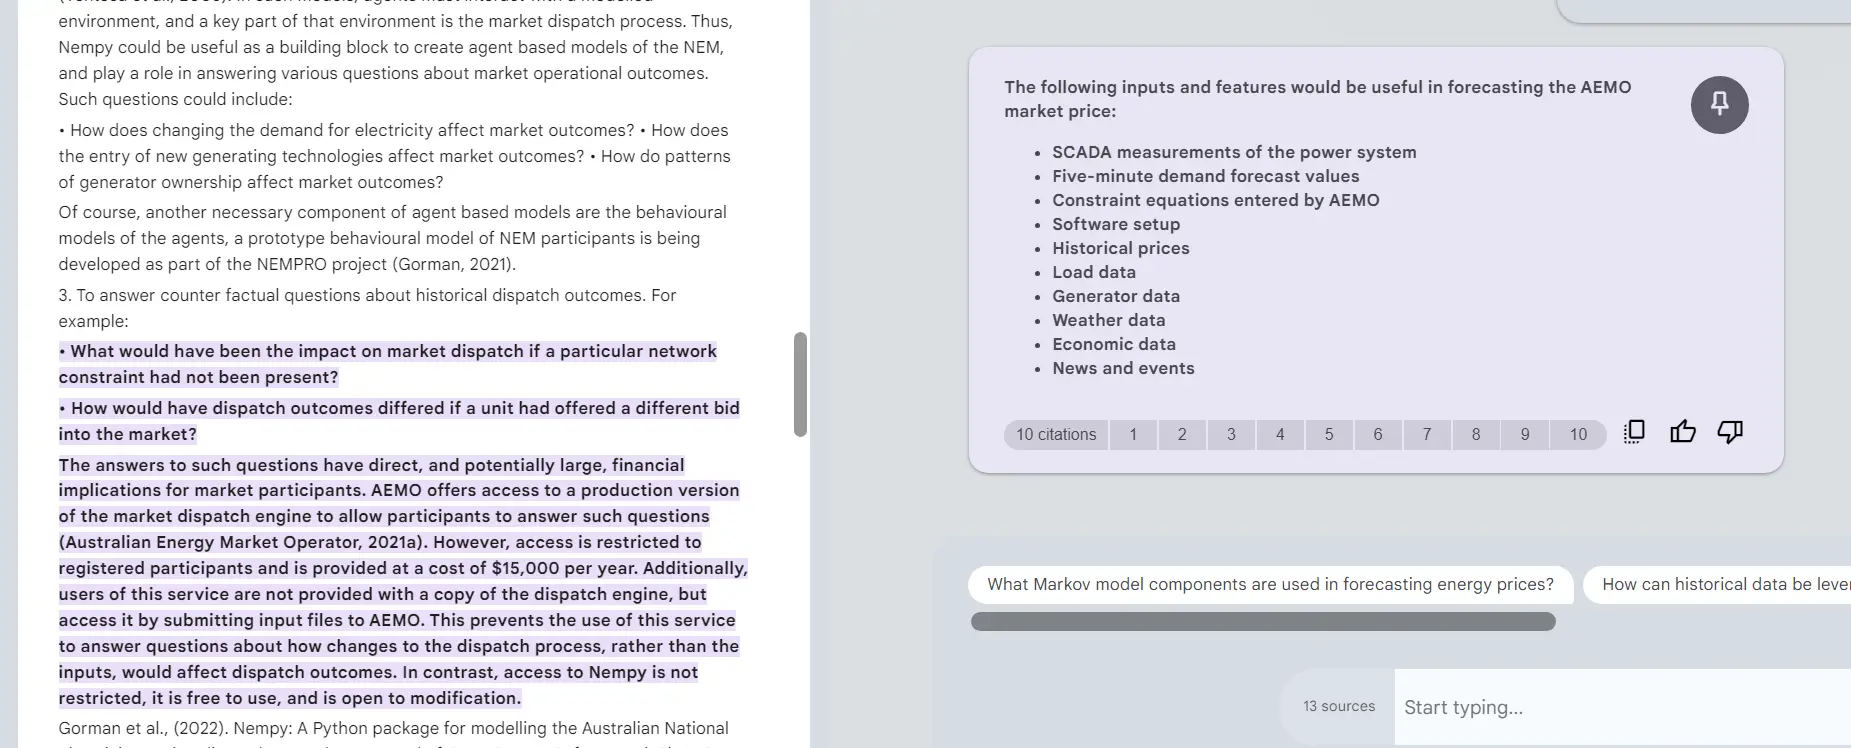 environment, and a key part of that environment is the market dispatch process. Thus,
Nempy could be useful as a building block to create agent based models of the NEM,
and play a role in answering various questions about market operational outcomes.
Such questions could include:
• How does changing the demand for electricity affect market outcomes? • How does
the entry of new generating technologies affect market outcomes? • How do patterns
of generator ownership affect market outcomes?
Of course, another necessary component of agent based models are the behavioural
models of the agents, a prototype behavioural model of NEM participants is being
developed as part of the NEMPRO project (Gorman, 2021).
3. To answer counter factual questions about historical dispatch outcomes. For
example:
• What would have been the impact on market dispatch if a particular network
constraint had not been present?
• How would have dispatch outcomes differed if a unit had offered a different bid
into the market?
The answers to such questions have direct, and potentially large, financial
implications for market participants. AEMO offers access to a production version
of the market dispatch engine to allow participants to answer such questions
(Australian Energy Market Operator, 2021a). However, access is restricted to
registered participants and is provided at a cost of $15,000 per year. Additionally,
users of this service are not provided with a copy of the dispatch engine, but
access it by submitting input files to AEMO. This prevents the use of this service
to answer questions about how changes to the dispatch process, rather than the
inputs, would affect dispatch outcomes. In contrast, access to Nempy is not
restricted, it is free to use, and is open to modification.
Gorman et al., (2022). Nempy: A Python package for modelling the Australian National
The following inputs and features would be useful in forecasting the AEMO
market price:
• SCADA measurements of the power system
• Five-minute demand forecast values
• Constraint equations entered by AEMO
• Software setup
• Historical prices
• Load data
• Generator data
• Weather data
• Economic data
• News and events
10 citations 1 2 3 4 5 6 7 8 9 10
What Markov model components are used in forecasting energy prices?
How can historical data be lever
13 sources
Start typing...